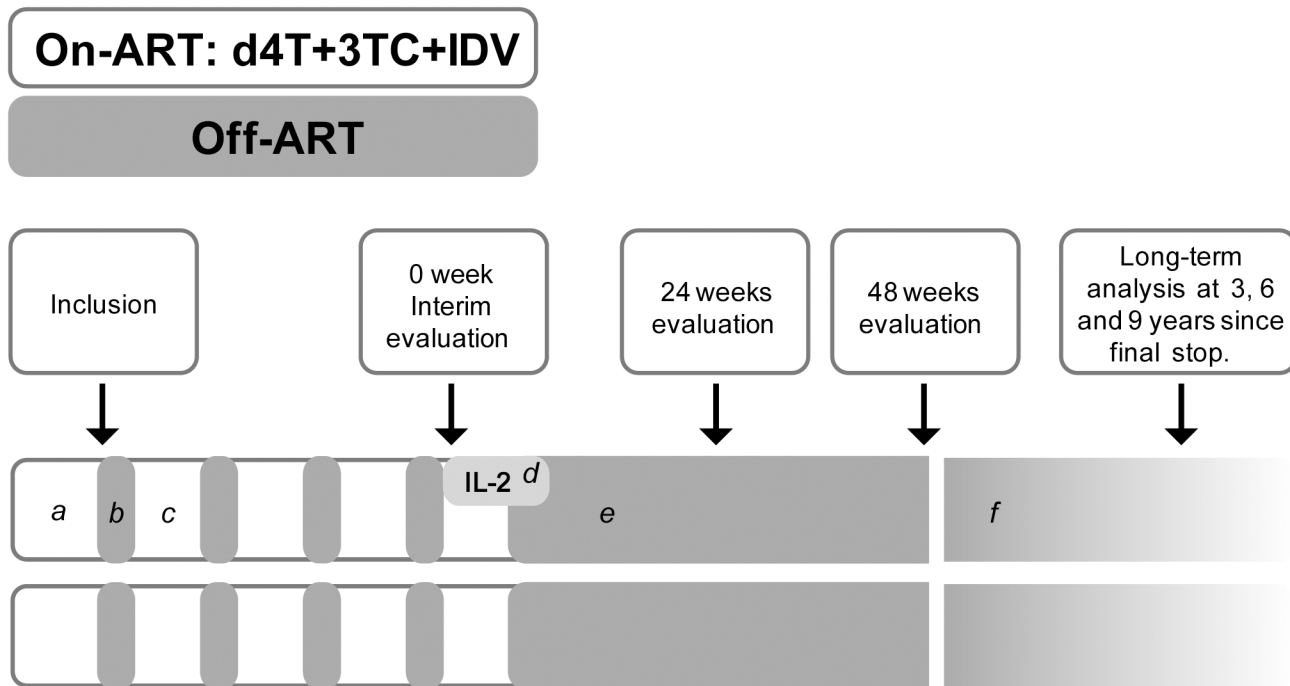 On-ART: d4T+3TC+IDV
Off-ART
Inclusion
0 week
Interim
evaluation
24 weeks
evaluation
48 weeks
evaluation
Long-term
analysis at 3, 6
and 9 years since
final stop.
a b c IL-2 d e f